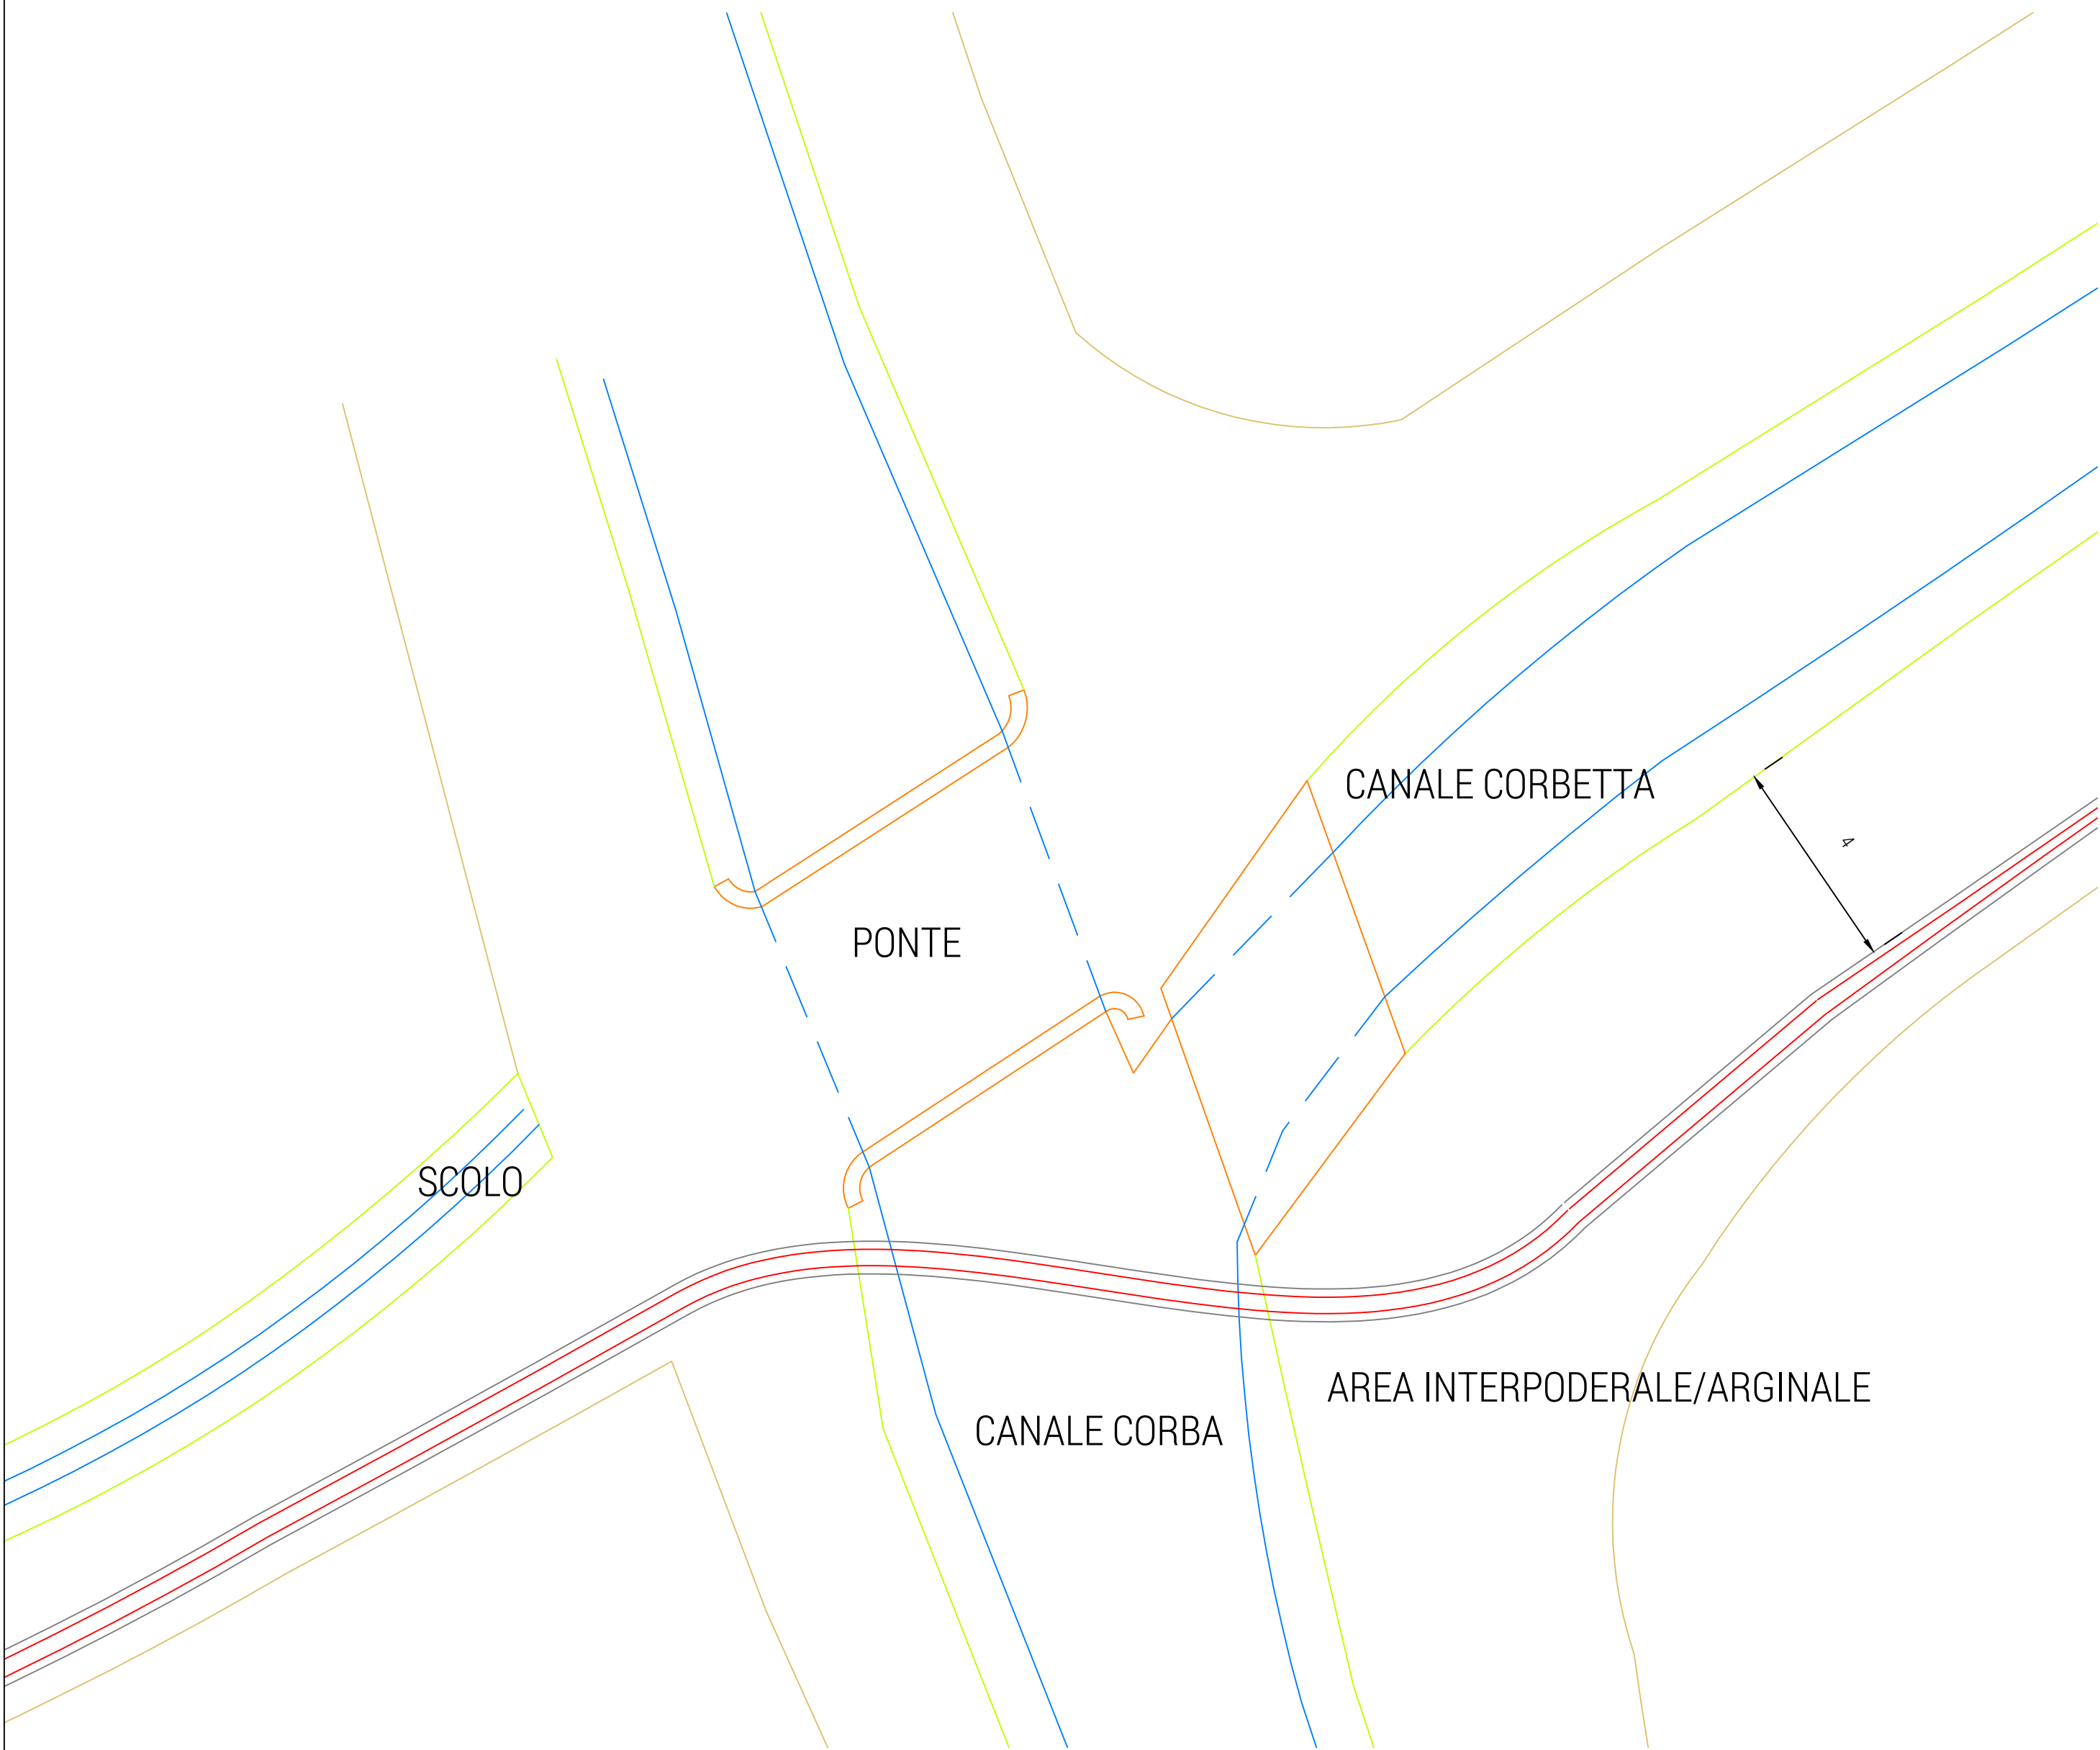 CANALE CORBETTA
4
PONTE
SCOLO
AREA INTERPODERALE/ARGINALE
CANALE CORBA